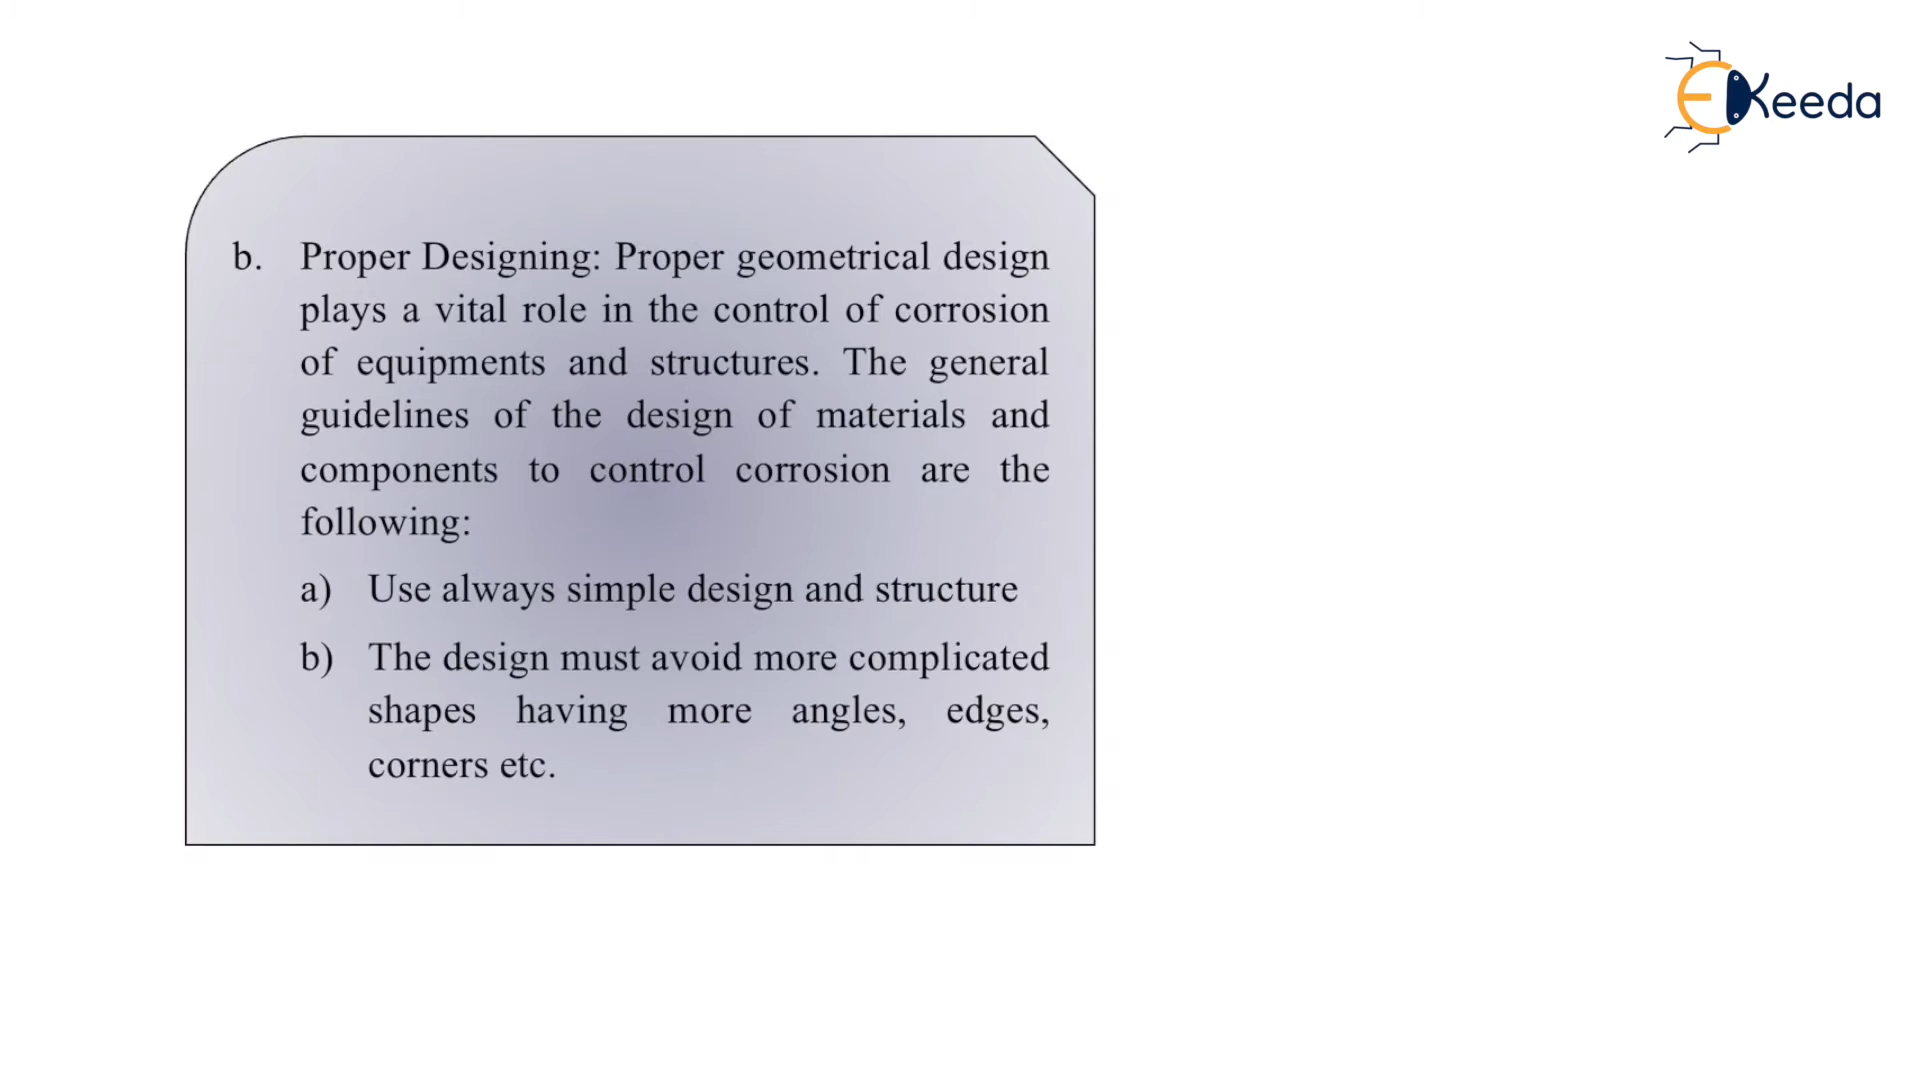 EKeeda
b. Proper Designing: Proper geometrical design
plays a vital role in the control of corrosion
of equipments and structures. The general
guidelines of the design of materials and
components to control corrosion are the
following:
a) Use always simple design and structure
b) The design must avoid more complicated
shapes having more angles, edges,
corners etc.